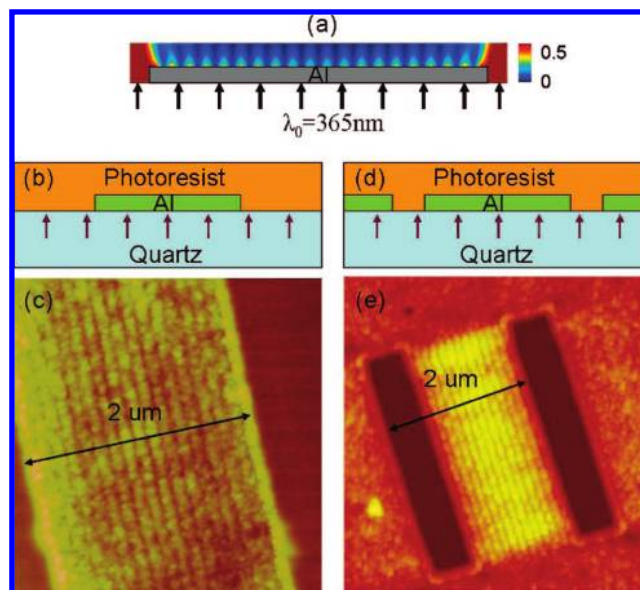 (a)
0.5
Al
0
λ₀=365nm
(b)
Photoresist
Al
Quartz
(d)
Photoresist
Al
Quartz
(c)
2 um
(e)
2 um